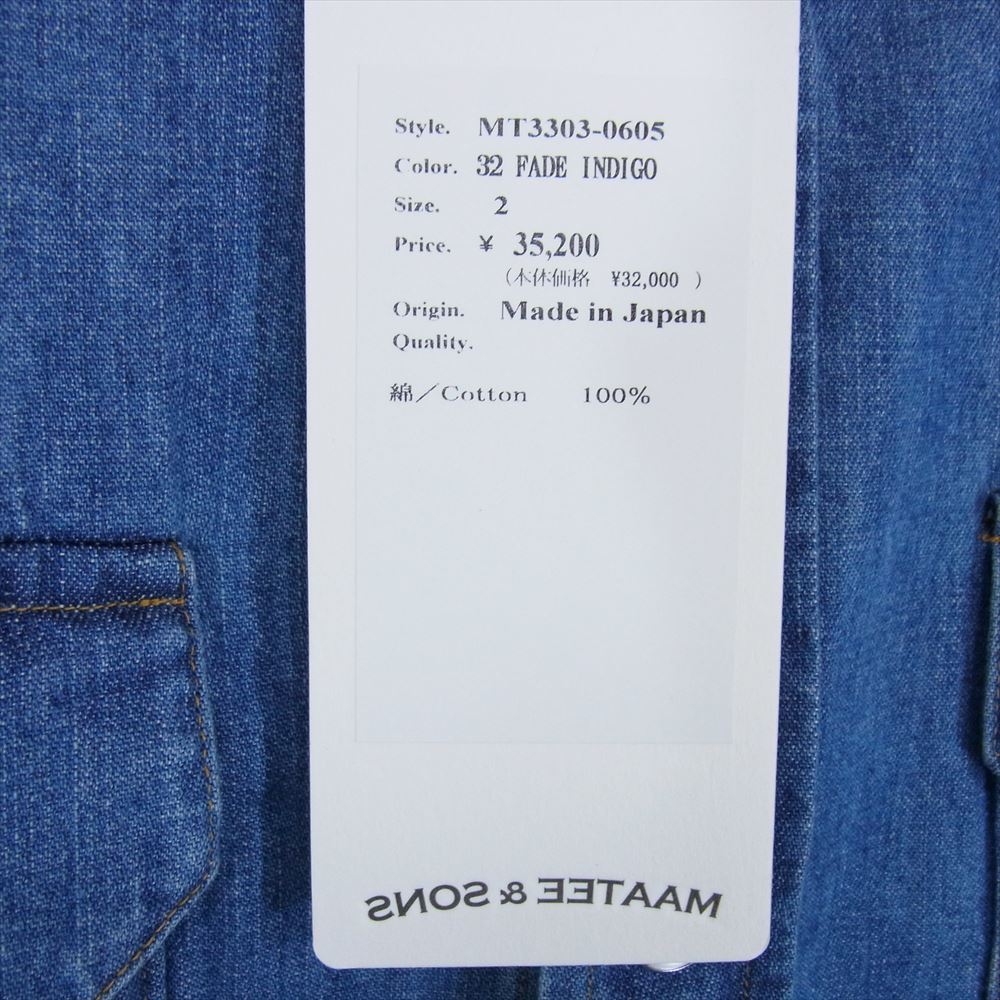 Style. MT3303-0605
Color. 32 FADE INDIGO
Size. 2
Price. ¥ 35,200
(本体価格 ¥32,000 )
Origin. Made in Japan
Quality.
綿/Cotton 100%
MAATEE & SONS